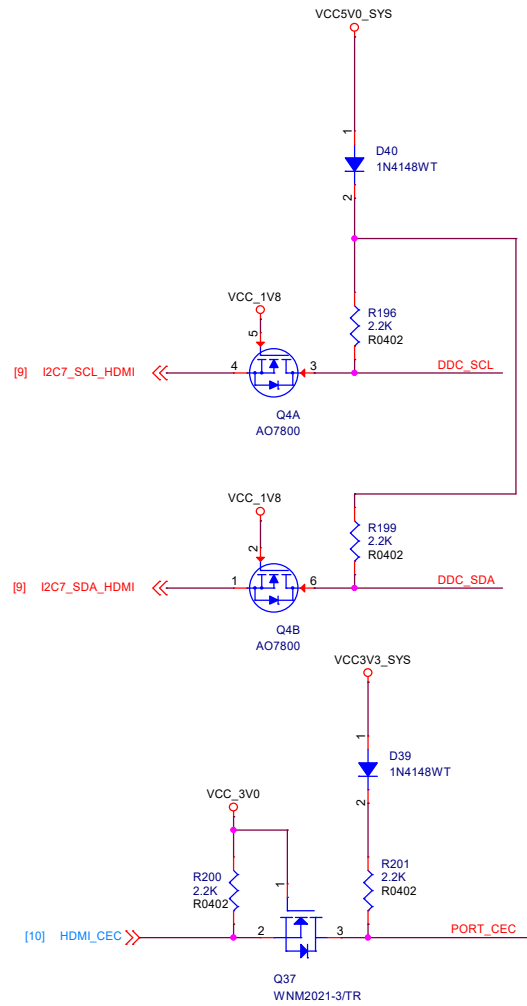 VCC5V0_SYS
1
D40
1N4148WT
2
VCC_1V8
R196
2.2K
R0402
5
[9] I2C7_SCL_HDMI
4
3
DDC_SCL
Q4A
AO7800
VCC_1V8
R199
2.2K
R0402
2
[9] I2C7_SDA_HDMI
1
6
DDC_SDA
Q4B
AO7800
VCC3V3_SYS
1
D39
1N4148WT
2
VCC_3V0
R200
2.2K
R0402
1
R201
2.2K
R0402
[10] HDMI_CEC
2
3
PORT_CEC
Q37
WNM2021-3/TR